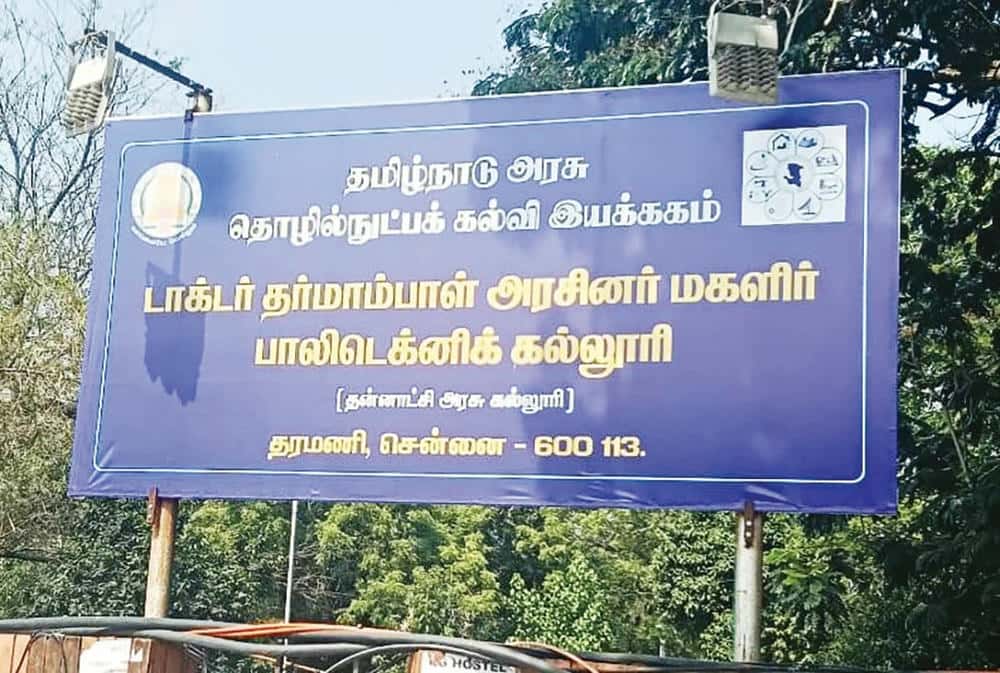 தமிழ்நாடு அரசு
தொழில்நுட்பக் கல்வி இயக்ககம்
டாக்டர் தர்மாம்பாள் அரசினர் மகளிர்
பாலிடெக்னிக் கல்லூரி
(தன்னாட்சி அரசு கல்லூரி)
தரமணி, சென்னை - 600 113.
HOSTEL